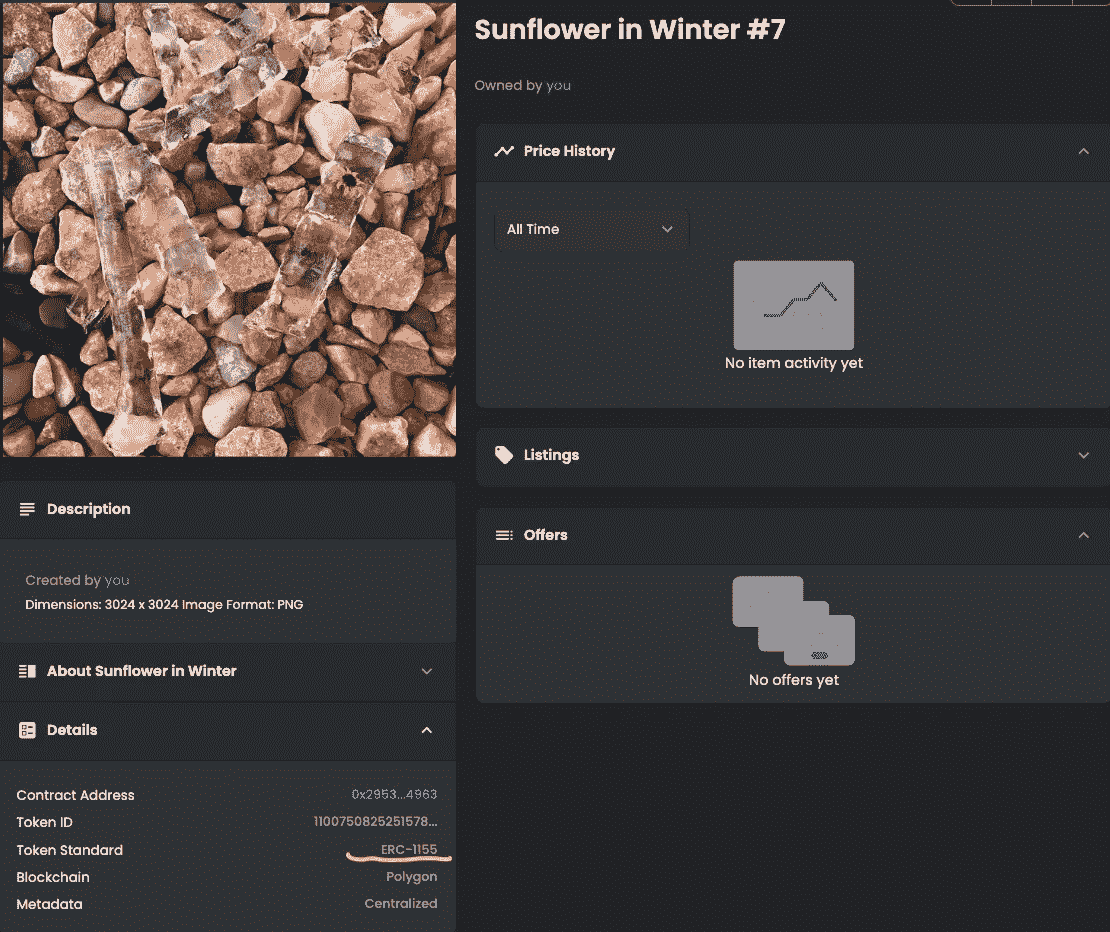 Sunflower in Winter #7
Owned by you
Price History
All Time
No item activity yet
Listings
Offers
No offers yet
Description
Created by you
Dimensions: 3024 x 3024 Image Format: PNG
About Sunflower in Winter
Details
Contract Address 0x2953...4963
Token ID 1100750825251578...
Token Standard ERC-1155
Blockchain Polygon
Metadata Centralized